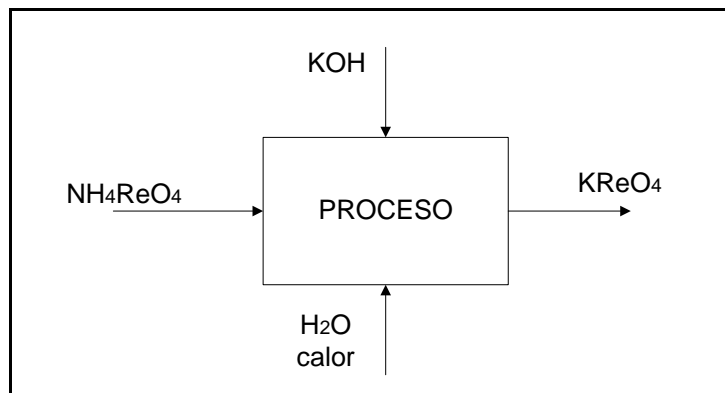 KOH
NH4ReO4
PROCESO
KReO4
H2O
calor